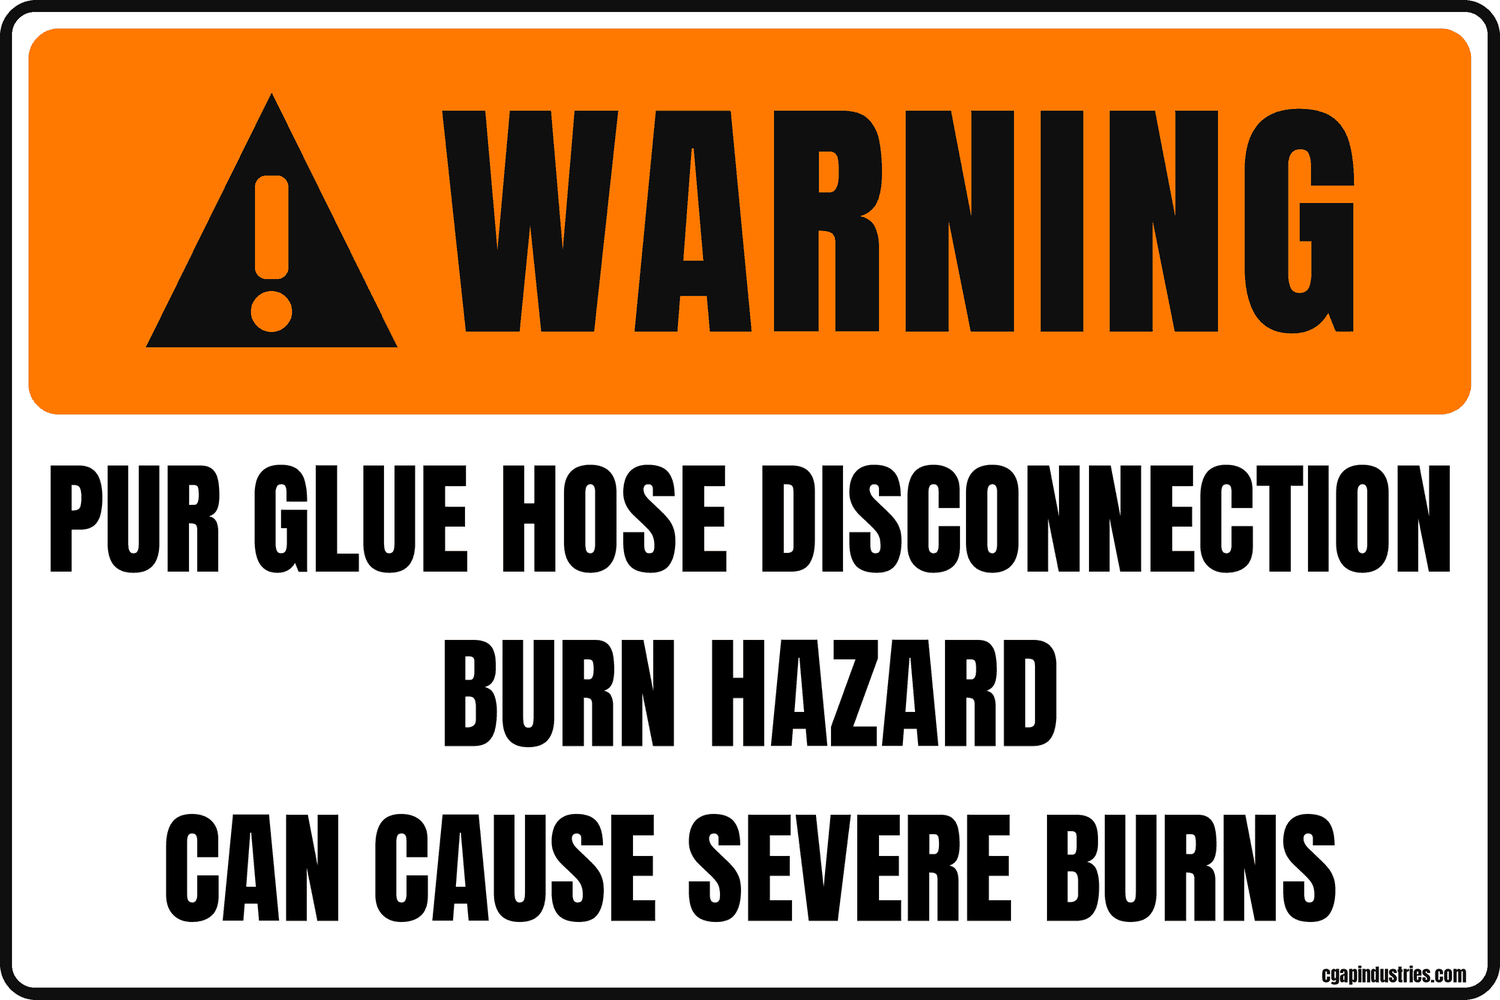 WARNING
PUR GLUE HOSE DISCONNECTION
BURN HAZARD
CAN CAUSE SEVERE BURNS
cgapindustries.com